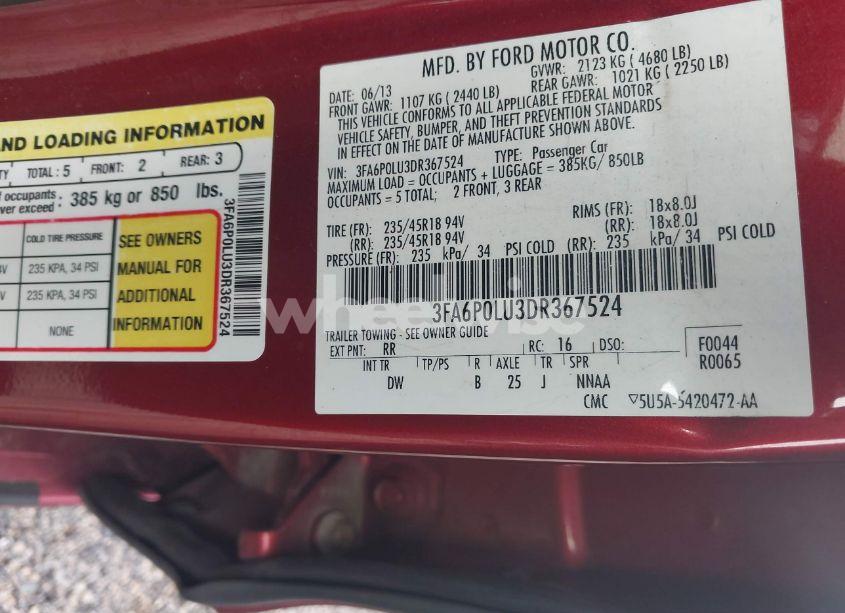 AND LOADING INFORMATION
TOTAL: 5 FRONT: 2 REAR: 3
occupants
ver exceed : 385 kg or 850 lbs.
COLD TIRE PRESSURE
235 KPA, 34 PSI
235 KPA, 34 PSI
NONE
SEE OWNERS
MANUAL FOR
ADDITIONAL
INFORMATION
3FA6P0LU3DR367524
MFD. BY FORD MOTOR CO.
DATE: 06/13 GVWR: 2123 KG ( 4680 LB)
FRONT GAWR: 1107 KG ( 2440 LB) REAR GAWR: 1021 KG ( 2250 LB)
THIS VEHICLE CONFORMS TO ALL APPLICABLE FEDERAL MOTOR
VEHICLE SAFETY, BUMPER, AND THEFT PREVENTION STANDARDS
IN EFFECT ON THE DATE OF MANUFACTURE SHOWN ABOVE.
VIN: 3FA6P0LU3DR367524 TYPE: Passenger Car
MAXIMUM LOAD = OCCUPANTS + LUGGAGE = 385KG/ 850LB
OCCUPANTS = 5 TOTAL; 2 FRONT, 3 REAR
TIRE (FR): 235/45R18 94V RIMS (FR): 18x8.0J
(RR): 235/45R18 94V (RR): 18x8.0J
PRESSURE (FR): 235 kPa/ 34 PSI COLD (RR): 235 kPa/ 34 PSI COLD
3FA6P0LU3DR367524
TRAILER TOWING - SEE OWNER GUIDE
EXT PNT: RR RC: 16 DSO: F0044
R0065
INT TR TP/PS R AXLE TR SPR
DW B 25 J NNAA
CMC ▽5U5A-5420472-AA
wheelwise